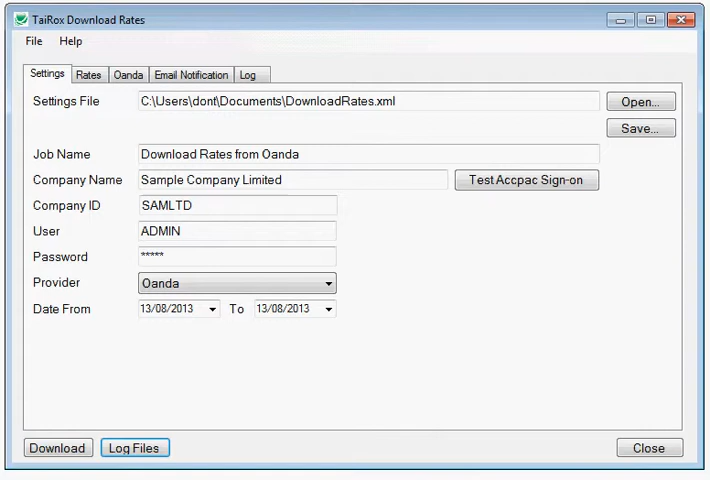 TaiRox Download Rates
File Help
Settings Rates Oanda Email Notification Log
Settings File C:\Users\dont\Documents\DownloadRates.xml Open...
Save...
Job Name Download Rates from Oanda
Company Name Sample Company Limited Test Accpac Sign-on
Company ID SAMLTD
User ADMIN
Password *****
Provider Oanda
Date From 13/08/2013 To 13/08/2013
Download Log Files Close